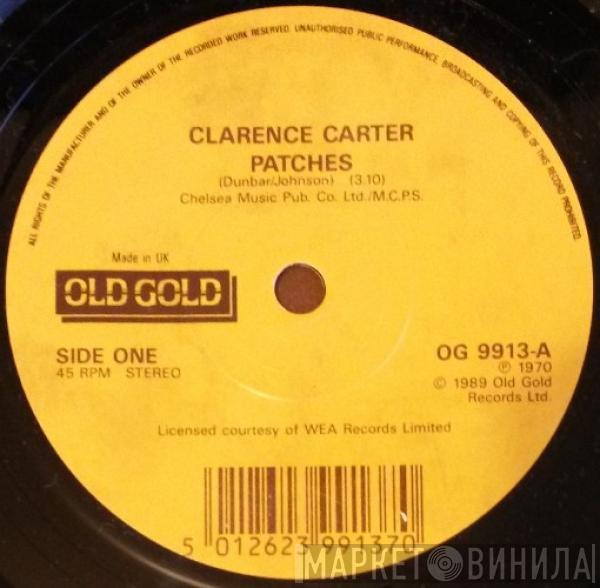 ALL RIGHTS OF THE MANUFACTURER AND OF THE OWNER OF THE RECORDED WORK RESERVED. UNAUTHORISED PUBLIC PERFORMANCE, BROADCASTING AND COPYING OF THIS RECORD PROHIBITED.
CLARENCE CARTER
PATCHES
(Dunbar/Johnson) (3.10)
Chelsea Music Pub. Co. Ltd./M.C.P.S.
Made in UK
OLD GOLD
SIDE ONE
45 RPM STEREO
OG 9913-A
℗ 1970
© 1989 Old Gold
Records Ltd.
Licensed courtesy of WEA Records Limited
5 012623 991370
МАРКЕТ ВИНИЛА